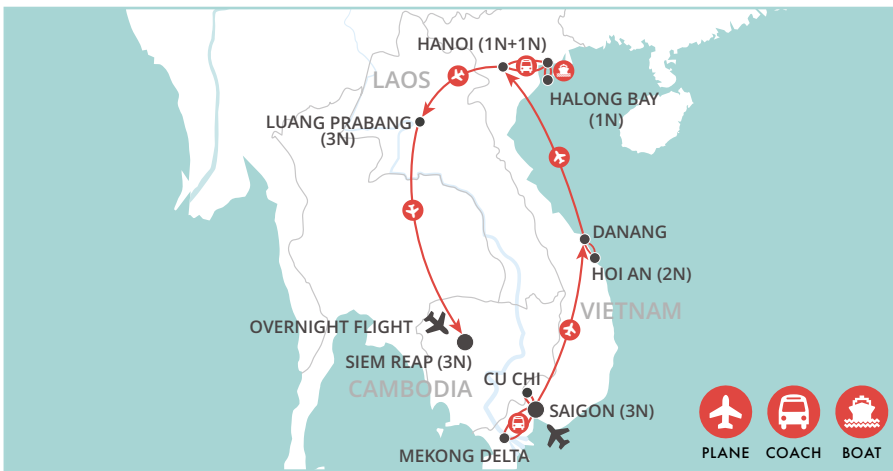 HANOI (1N+1N)
LAOS
HALONG BAY
(1N)
LUANG PRABANG
(3N)
DANANG
HOI AN (2N)
VIETNAM
OVERNIGHT FLIGHT
SIEM REAP (3N)
CAMBODIA
CU CHI
SAIGON (3N)
MEKONG DELTA
PLANE COACH BOAT